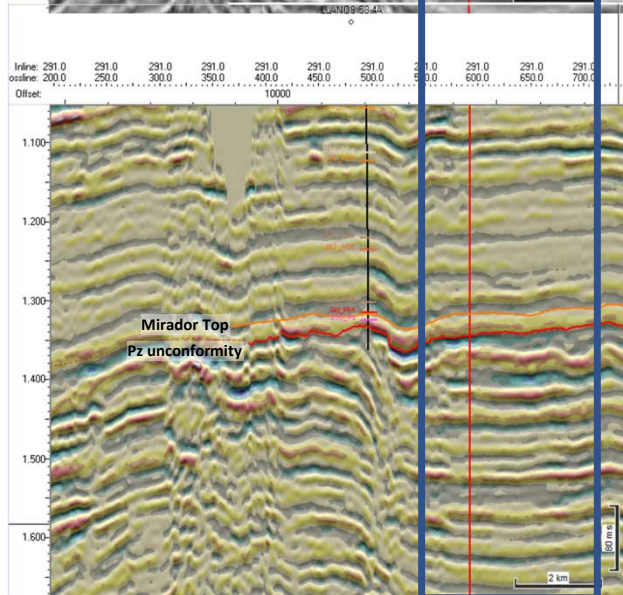 Inline: 291.0 291.0 291.0 291.0 291.0 291.0 291.0 291.0 291.0 291.0 291.0
ossline: 200.0 250.0 300.0 350.0 400.0 450.0 500.0 600.0 650.0 700.0
Offset: 10000
1.100
1.200
1.300
Mirador Top
Pz unconformity
1.400
1.500
1.600
80 ms
2 km